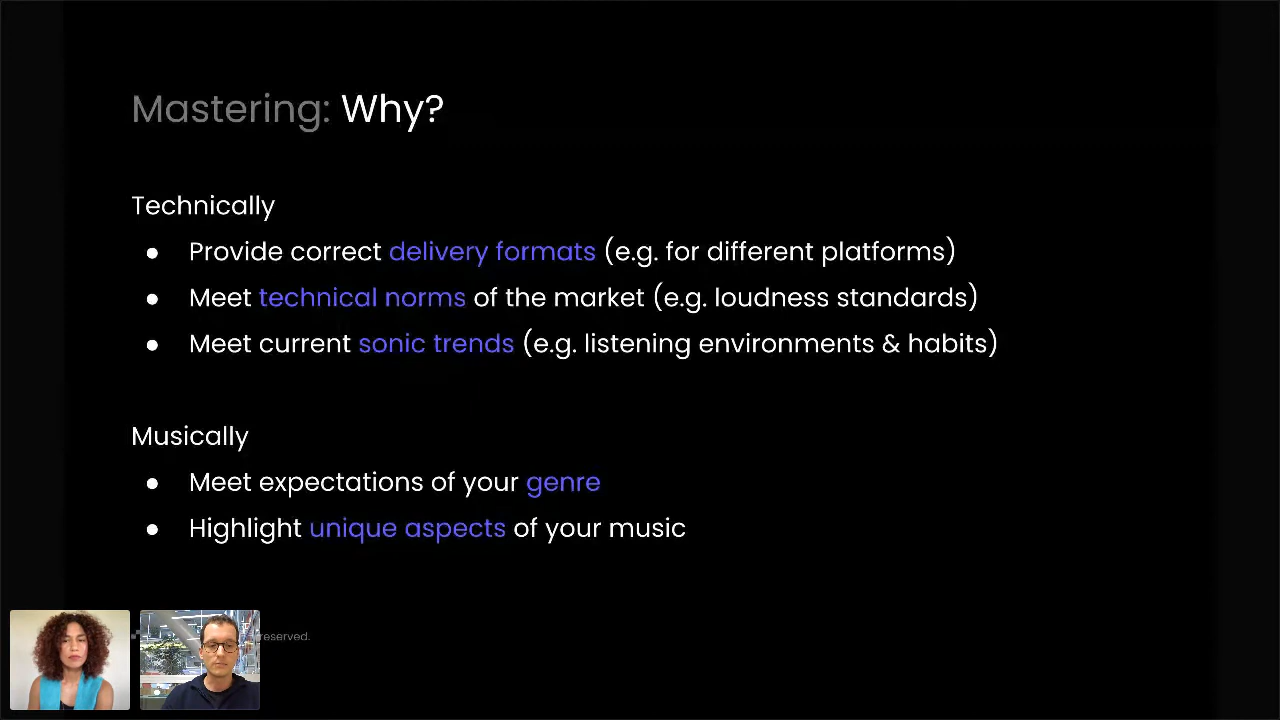 Mastering: Why?
Technically
● Provide correct delivery formats (e.g. for different platforms)
● Meet technical norms of the market (e.g. loudness standards)
● Meet current sonic trends (e.g. listening environments & habits)
Musically
● Meet expectations of your genre
● Highlight unique aspects of your music
reserved.